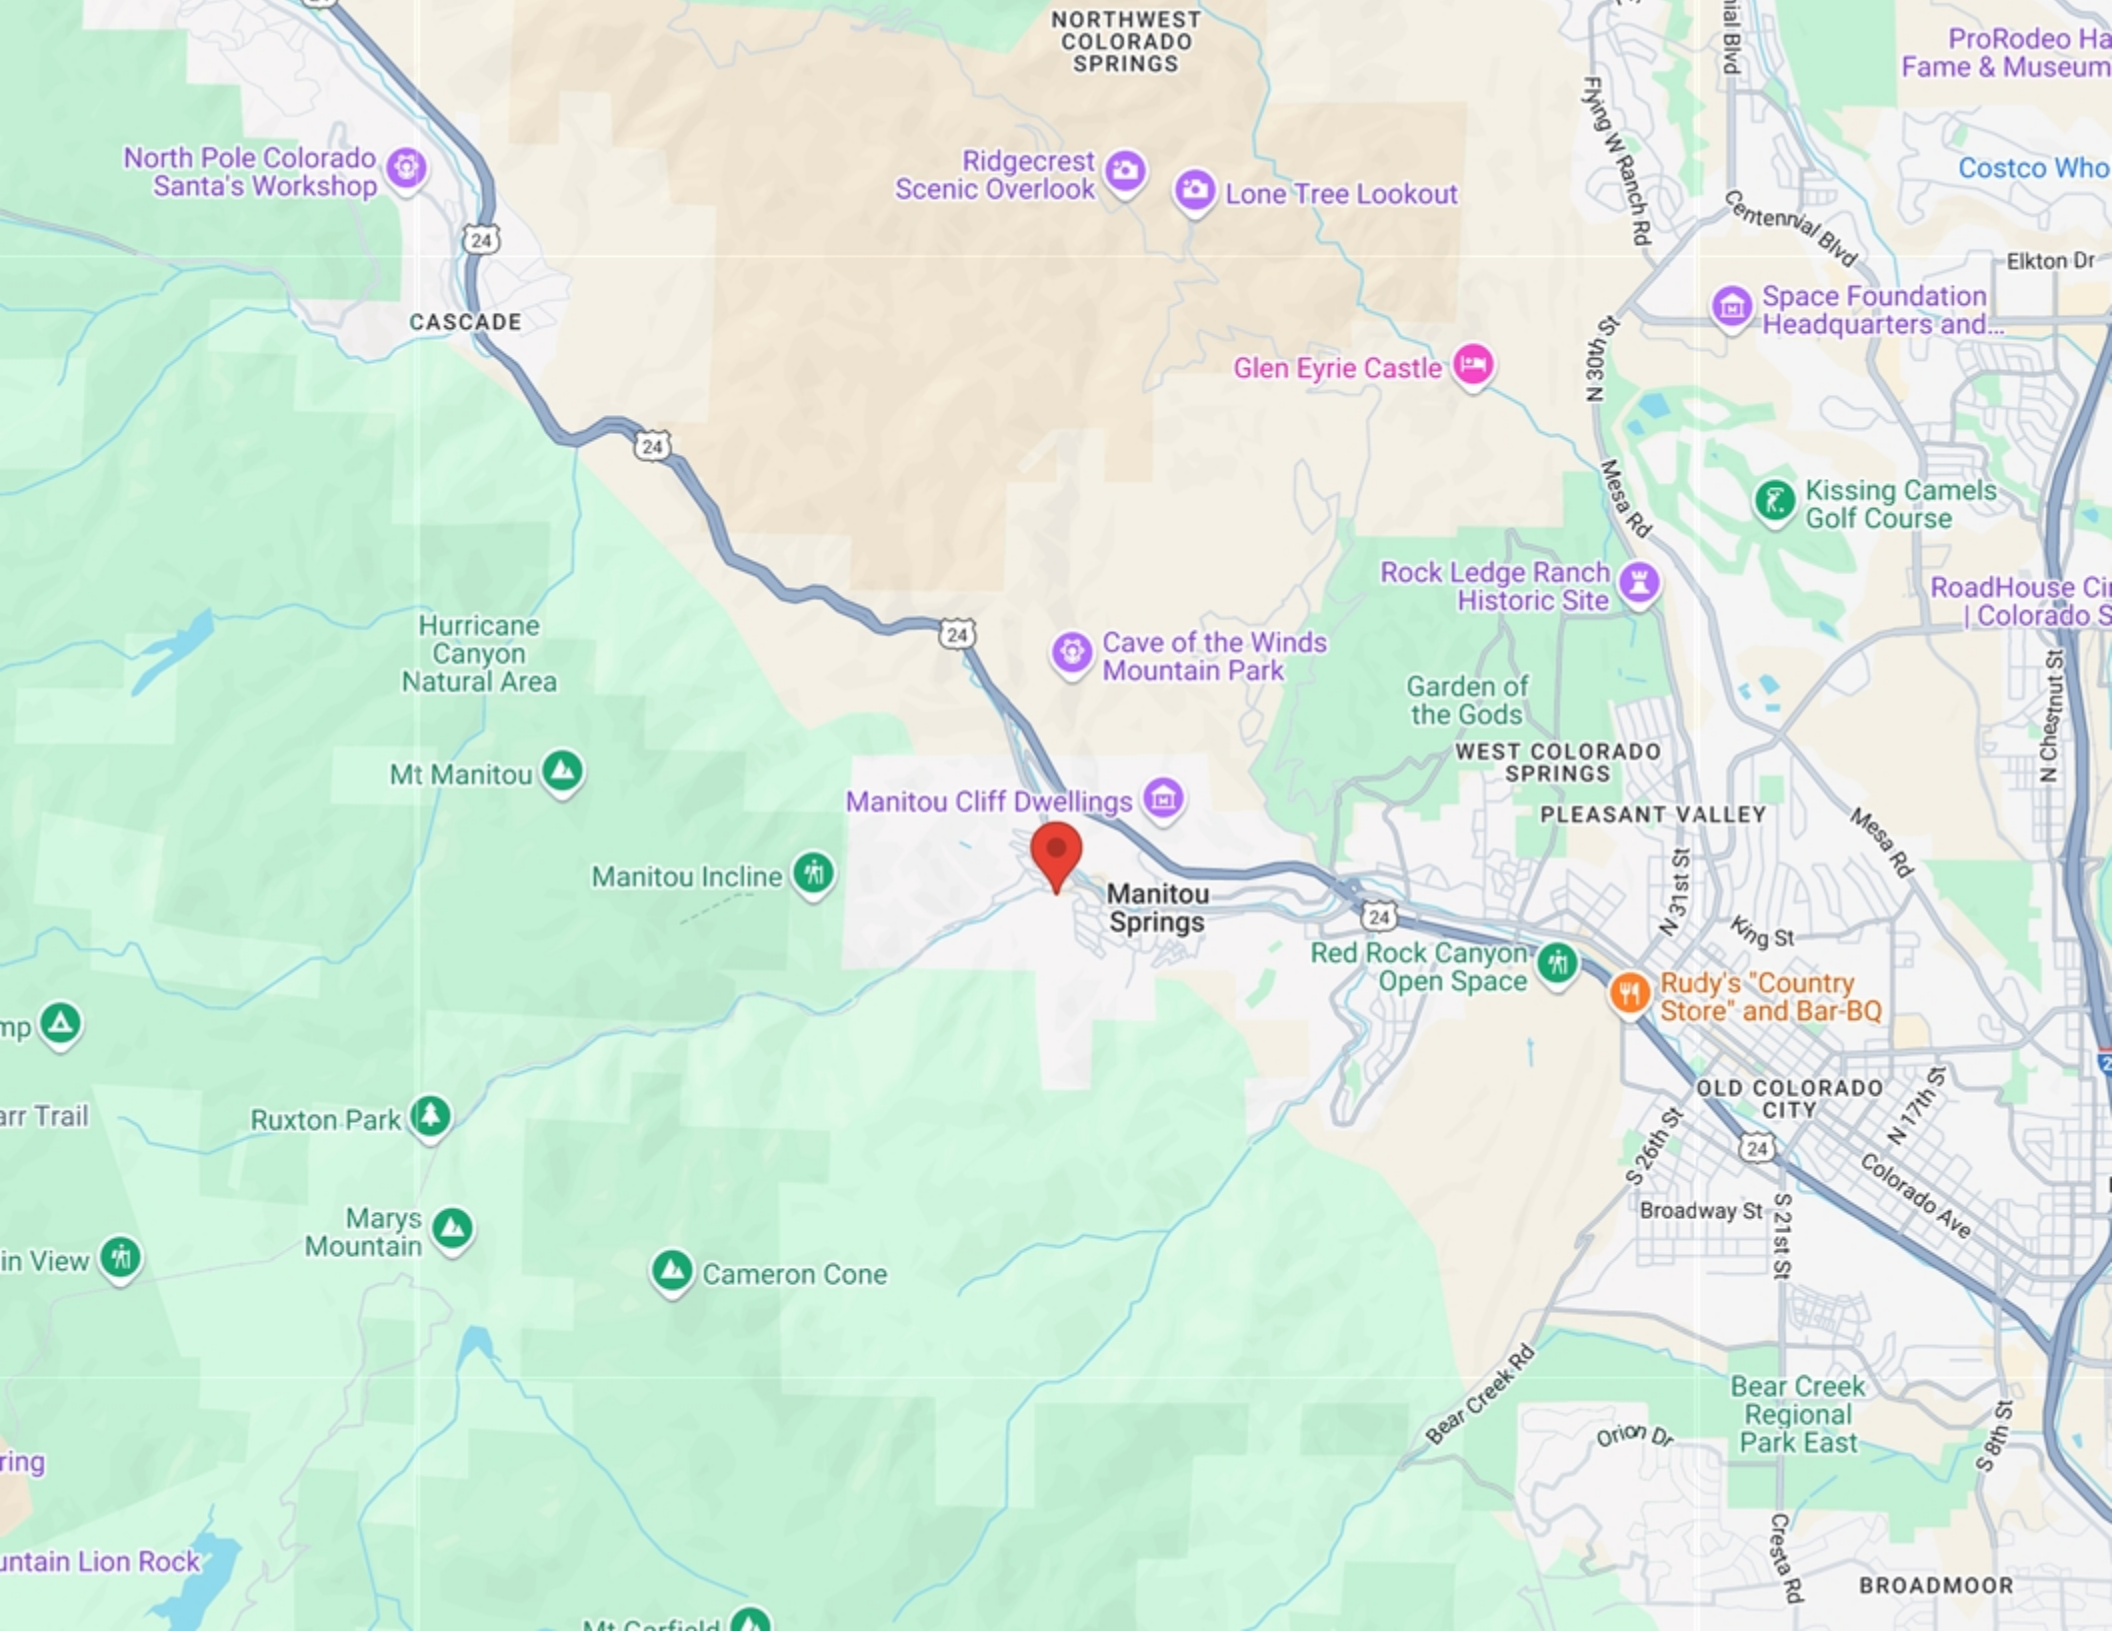 NORTHWEST
COLORADO
SPRINGS
ProRodeo Ha
Fame & Museum
Flying W Ranch Rd
nial Blvd
North Pole Colorado
Santa's Workshop
Ridgecrest
Scenic Overlook
Lone Tree Lookout
Costco Who
Centennial Blvd
24
Elkton Dr
CASCADE
Space Foundation
Headquarters and...
N 30th St
Glen Eyrie Castle
24
Mesa Rd
Kissing Camels
Golf Course
Rock Ledge Ranch
Historic Site
RoadHouse Ci
| Colorado S
Hurricane
Canyon
Natural Area
24
Cave of the Winds
Mountain Park
Garden of
the Gods
N Chestnut St
WEST COLORADO
SPRINGS
Mt Manitou
Manitou Cliff Dwellings
PLEASANT VALLEY
Mesa Rd
Manitou Incline
Manitou
Springs
N 31st St
24
King St
Red Rock Canyon
Open Space
Rudy's "Country
Store" and Bar-BQ
mp
OLD COLORADO
CITY
N 17th St
arr Trail
Ruxton Park
S 26th St
24
Colorado Ave
Marys
Mountain
Broadway St
S 21st St
in View
Cameron Cone
Bear Creek Rd
Bear Creek
Regional
Park East
Orion Dr
S 8th St
ring
Cresta Rd
untain Lion Rock
BROADMOOR
Mt Garfield